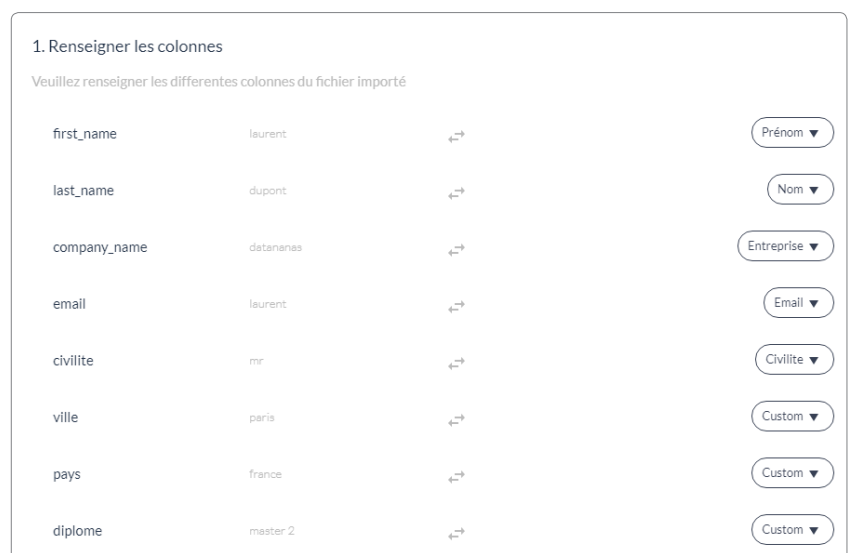 1. Renseigner les colonnes
Veuillez renseigner les differentes colonnes du fichier importé
first_name laurent Prénom
last_name dupont Nom
company_name datananas Entreprise
email laurent Email
civilite mr Civilite
ville paris Custom
pays france Custom
diplome master 2 Custom